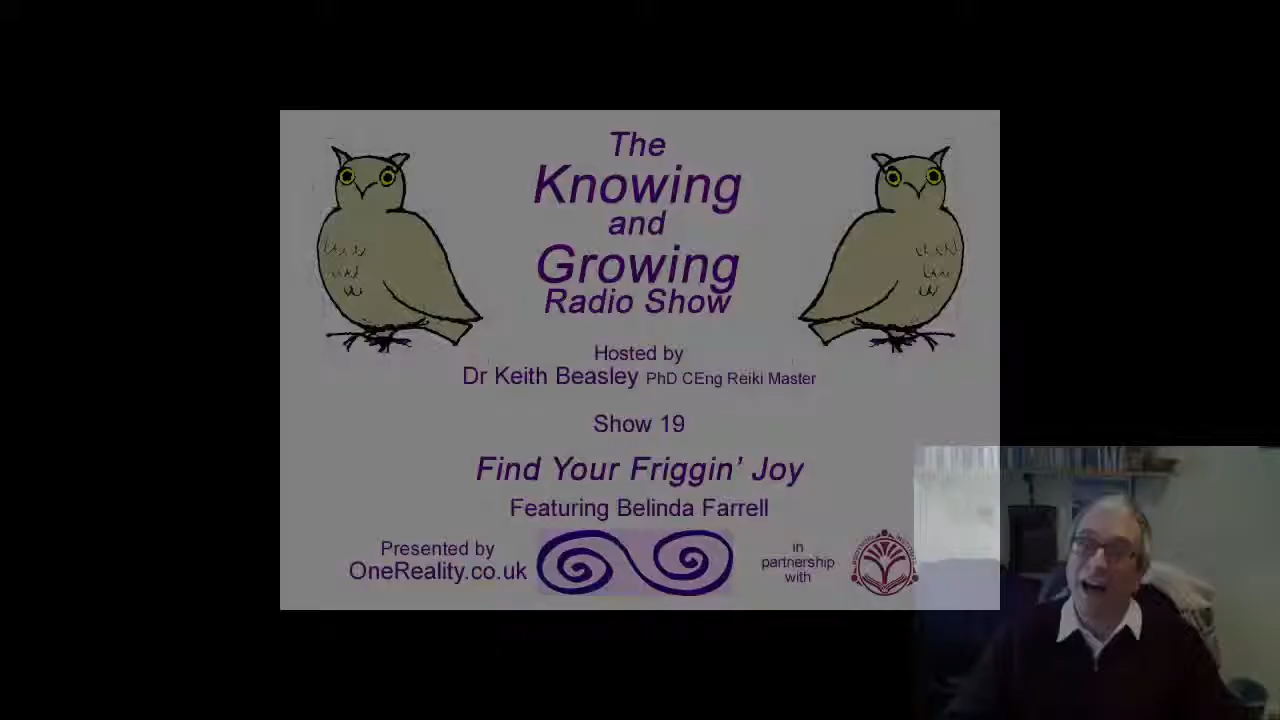 The
Knowing
and
Growing
Radio Show
Hosted by
Dr Keith Beasley PhD CEng Reiki Master
Show 19
Find Your Friggin' Joy
Featuring Belinda Farrell
Presented by
OneReality.co.uk
in
partnership
with